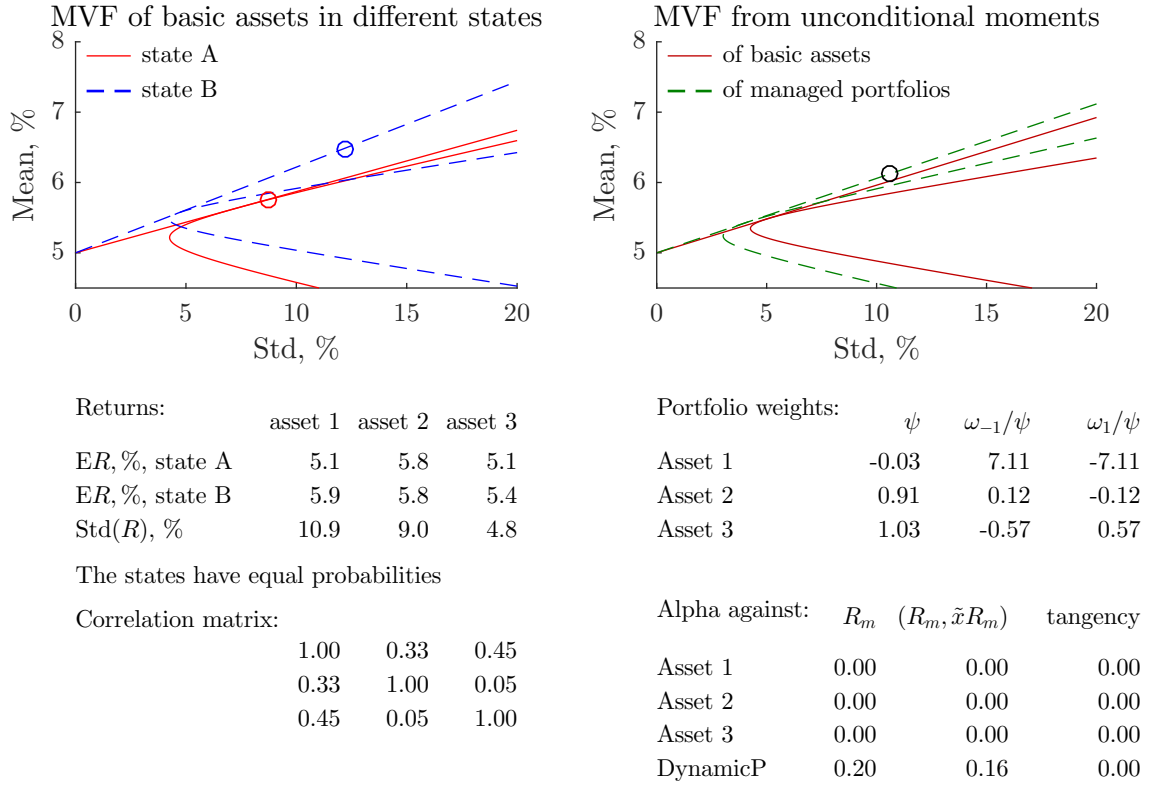 MVF of basic assets in different states
8
7
6
5
Mean, %
state A
state B
0 5 10 15 20
Std, %
MVF from unconditional moments
8
7
6
5
Mean, %
of basic assets
of managed portfolios
0 5 10 15 20
Std, %
Returns:
asset 1 asset 2 asset 3
ER, %, state A 5.1 5.8 5.1
ER, %, state B 5.9 5.8 5.4
Std(R), % 10.9 9.0 4.8
The states have equal probabilities
Correlation matrix:
1.00 0.33 0.45
0.33 1.00 0.05
0.45 0.05 1.00
Portfolio weights:
ψ ω₋₁/ψ ω₁/ψ
Asset 1 -0.03 7.11 -7.11
Asset 2 0.91 0.12 -0.12
Asset 3 1.03 -0.57 0.57
Alpha against: Rₘ (Rₘ, x̃Rₘ) tangency
Asset 1 0.00 0.00 0.00
Asset 2 0.00 0.00 0.00
Asset 3 0.00 0.00 0.00
DynamicP 0.20 0.16 0.00